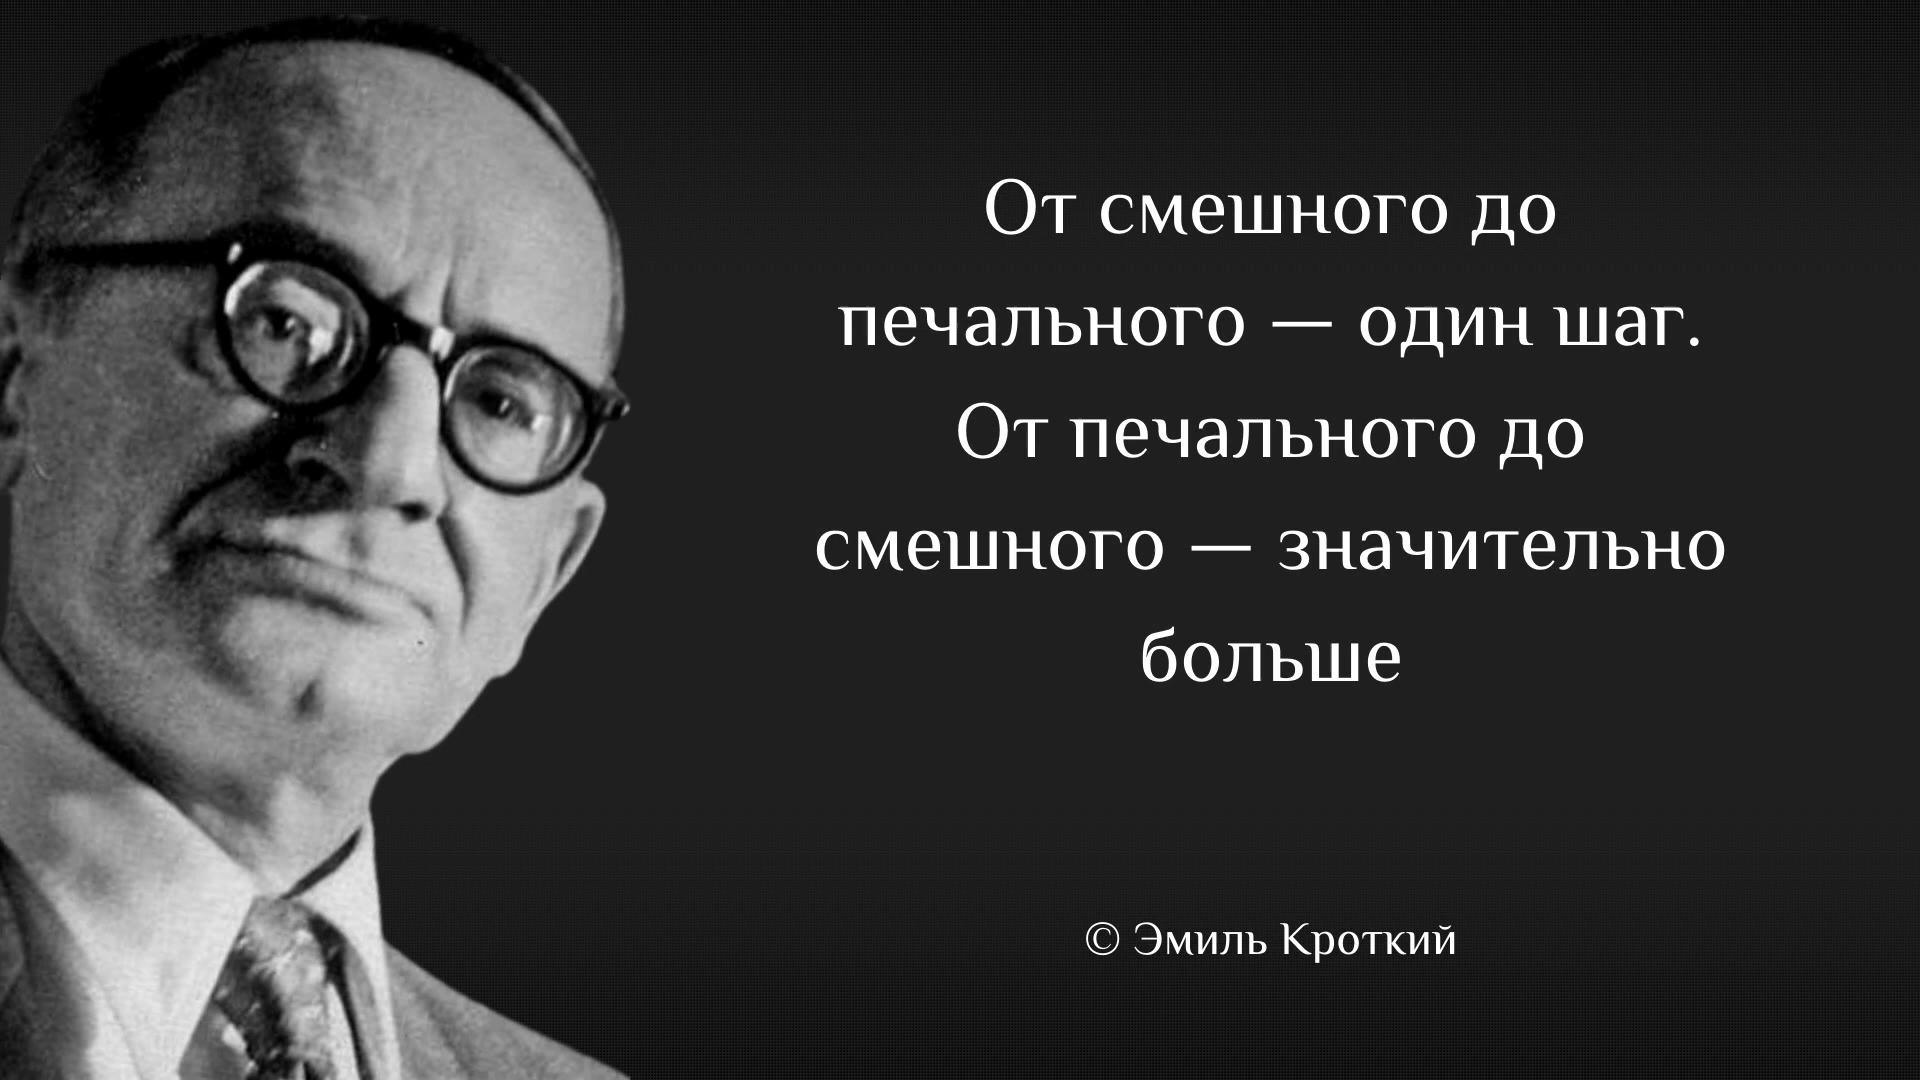 От смешного до
печального — один шаг.
От печального до
смешного — значительно
больше
© Эмиль Кроткий